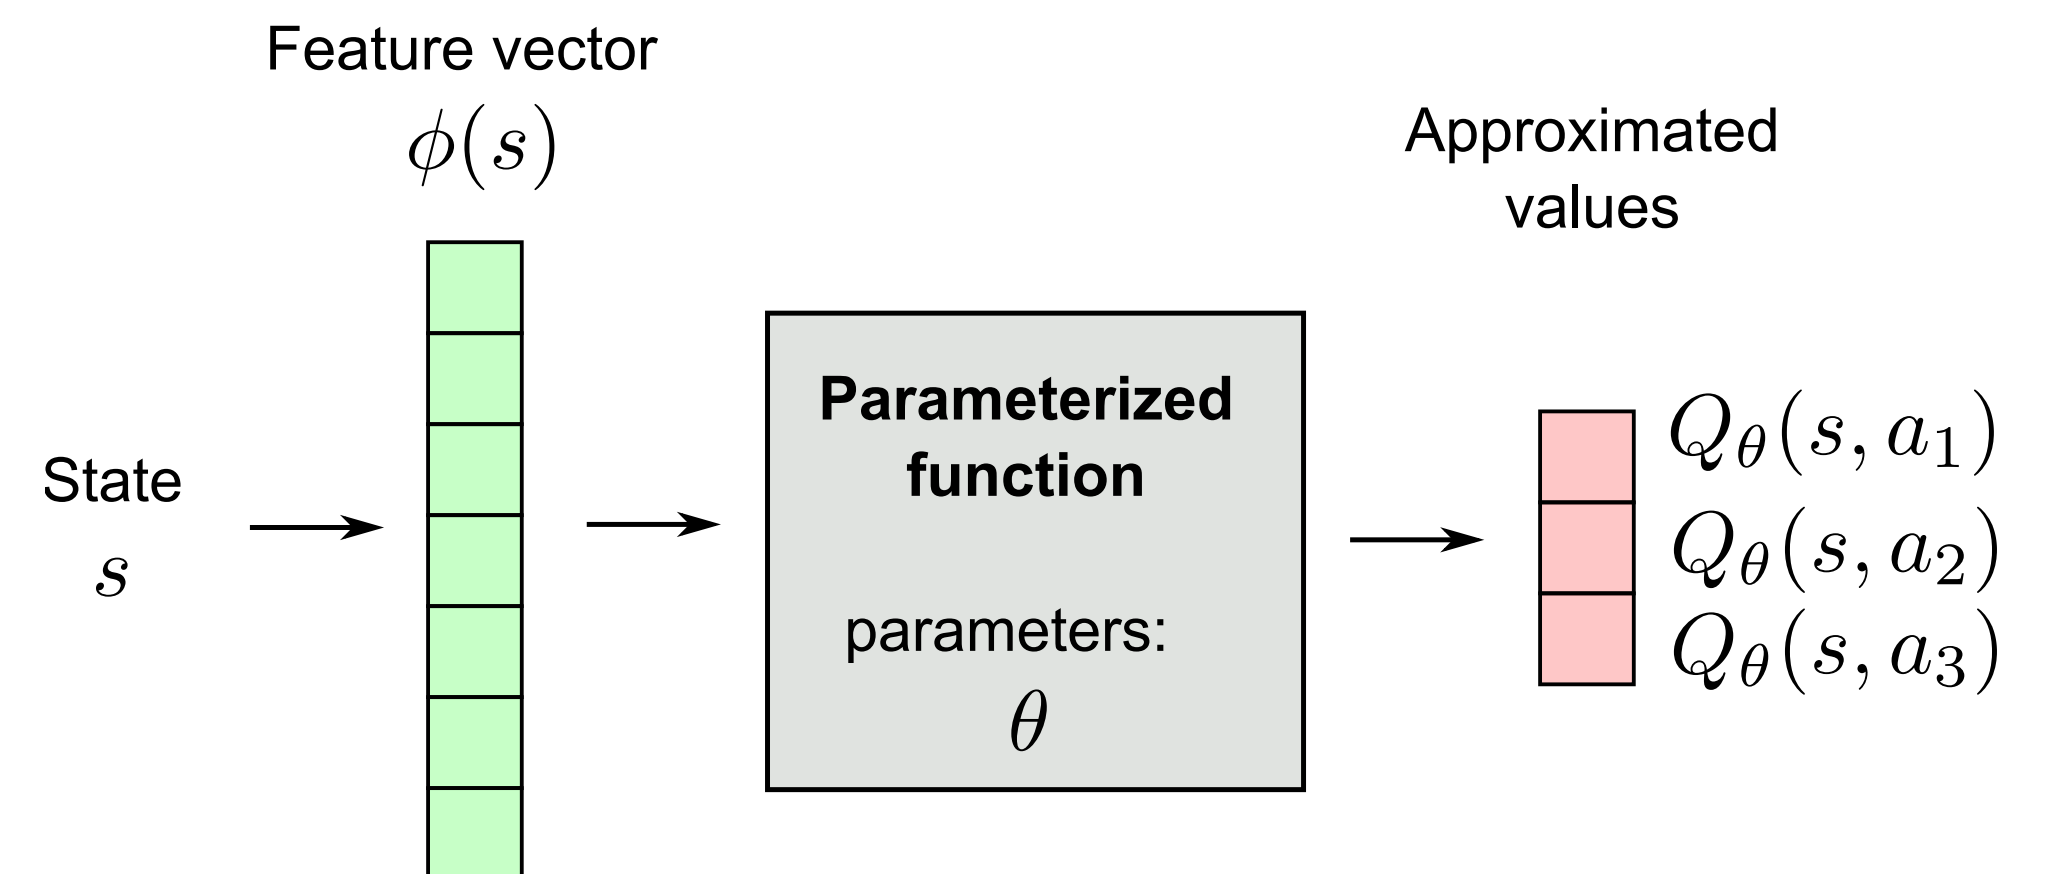 Feature vector
ϕ(s)
Approximated
values
State
s
Parameterized
function
parameters:
θ
Q_θ(s, a_1)
Q_θ(s, a_2)
Q_θ(s, a_3)